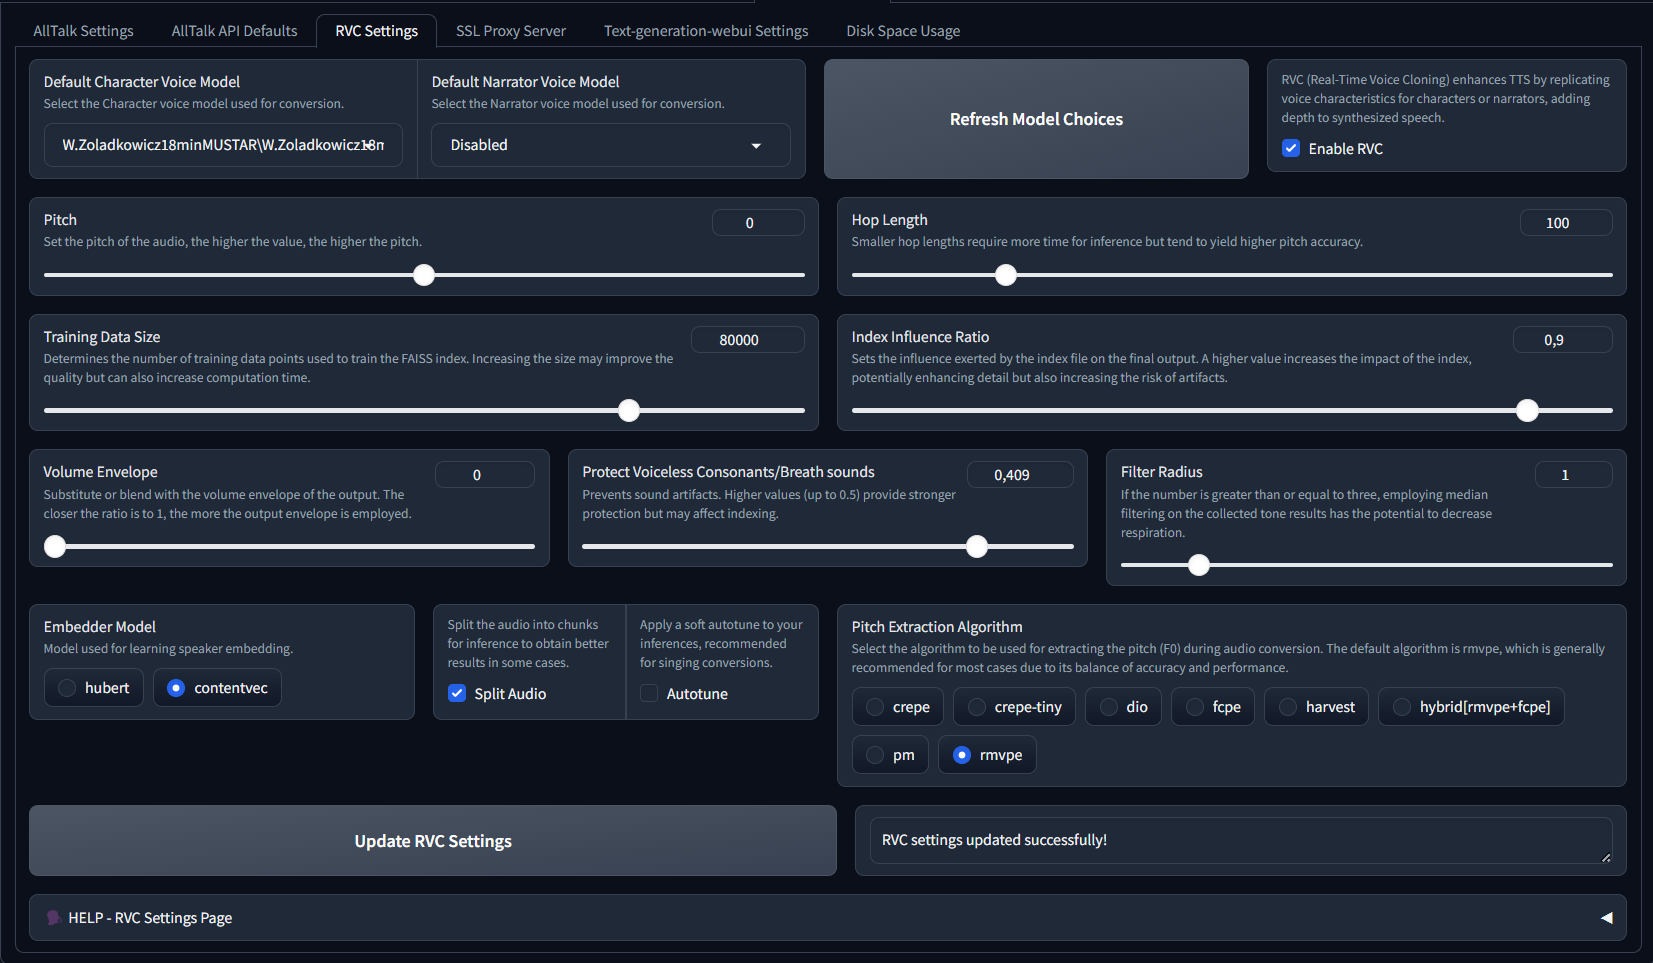 AllTalk Settings
AllTalk API Defaults
RVC Settings
SSL Proxy Server
Text-generation-webui Settings
Disk Space Usage
Default Character Voice Model
Select the Character voice model used for conversion.
W.Zoladkowicz18minMUSTAR\W.Zoladkowicz18m
Default Narrator Voice Model
Select the Narrator voice model used for conversion.
Disabled
Refresh Model Choices
RVC (Real-Time Voice Cloning) enhances TTS by replicating
voice characteristics for characters or narrators, adding
depth to synthesized speech.
Enable RVC
Pitch
0
Set the pitch of the audio, the higher the value, the higher the pitch.
Hop Length
100
Smaller hop lengths require more time for inference but tend to yield higher pitch accuracy.
Training Data Size
80000
Determines the number of training data points used to train the FAISS index. Increasing the size may improve the
quality but can also increase computation time.
Index Influence Ratio
0,9
Sets the influence exerted by the index file on the final output. A higher value increases the impact of the index,
potentially enhancing detail but also increasing the risk of artifacts.
Volume Envelope
0
Substitute or blend with the volume envelope of the output. The
closer the ratio is to 1, the more the output envelope is employed.
Protect Voiceless Consonants/Breath sounds
0,409
Prevents sound artifacts. Higher values (up to 0.5) provide stronger
protection but may affect indexing.
Filter Radius
1
If the number is greater than or equal to three, employing median
filtering on the collected tone results has the potential to decrease
respiration.
Embedder Model
Model used for learning speaker embedding.
hubert
contentvec
Split the audio into chunks
for inference to obtain better
results in some cases.
Split Audio
Apply a soft autotune to your
inferences, recommended
for singing conversions.
Autotune
Pitch Extraction Algorithm
Select the algorithm to be used for extracting the pitch (F0) during audio conversion. The default algorithm is rmvpe, which is generally
recommended for most cases due to its balance of accuracy and performance.
crepe
crepe-tiny
dio
fcpe
harvest
hybrid[rmvpe+fcpe]
pm
rmvpe
Update RVC Settings
RVC settings updated successfully!
HELP - RVC Settings Page